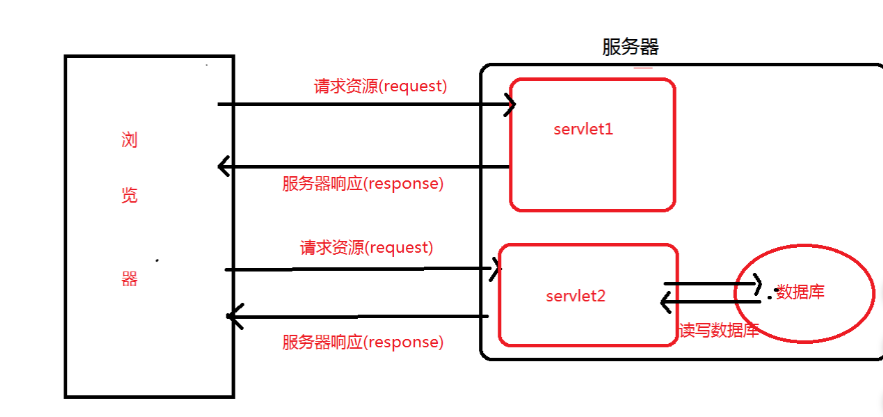 服务器
请求资源(request)
servlet1
浏
览
器
服务器响应(response)
请求资源(request)
servlet2
数据库
读写数据库
服务器响应(response)